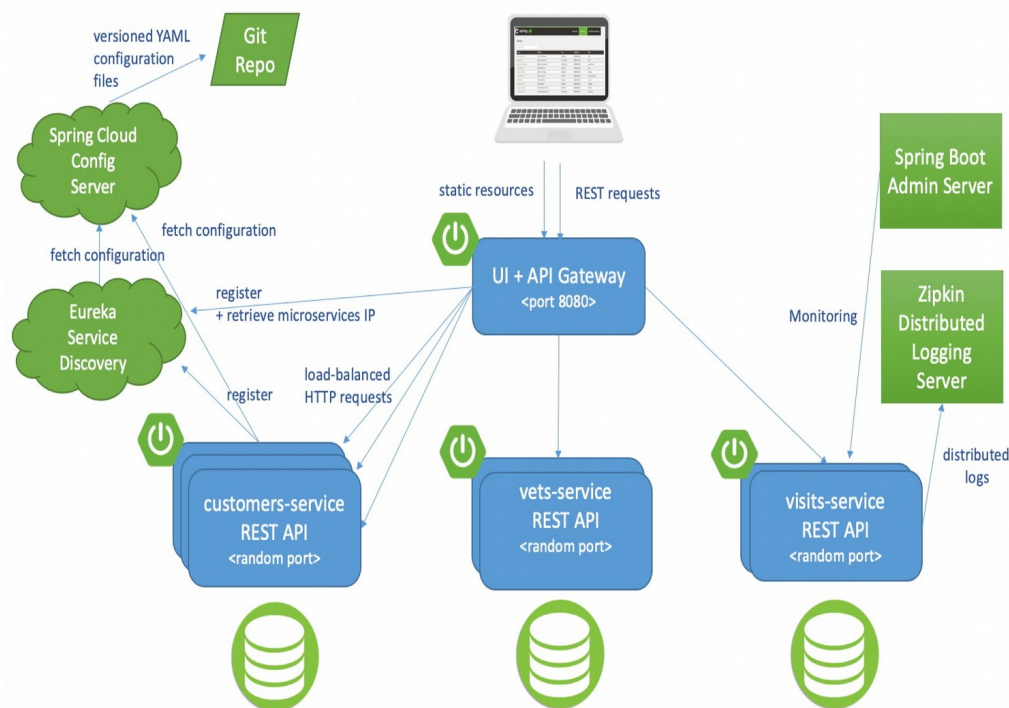 versioned YAML
configuration
files
Git
Repo
Spring Cloud
Config
Server
Spring Boot
Admin Server
static resources
REST requests
fetch configuration
fetch configuration
UI + API Gateway
<port 8080>
register
+ retrieve microservices IP
Eureka
Service
Discovery
Monitoring
Zipkin
Distributed
Logging
Server
load-balanced
HTTP requests
register
distributed
logs
customers-service
REST API
<random port>
vets-service
REST API
<random port>
visits-service
REST API
<random port>